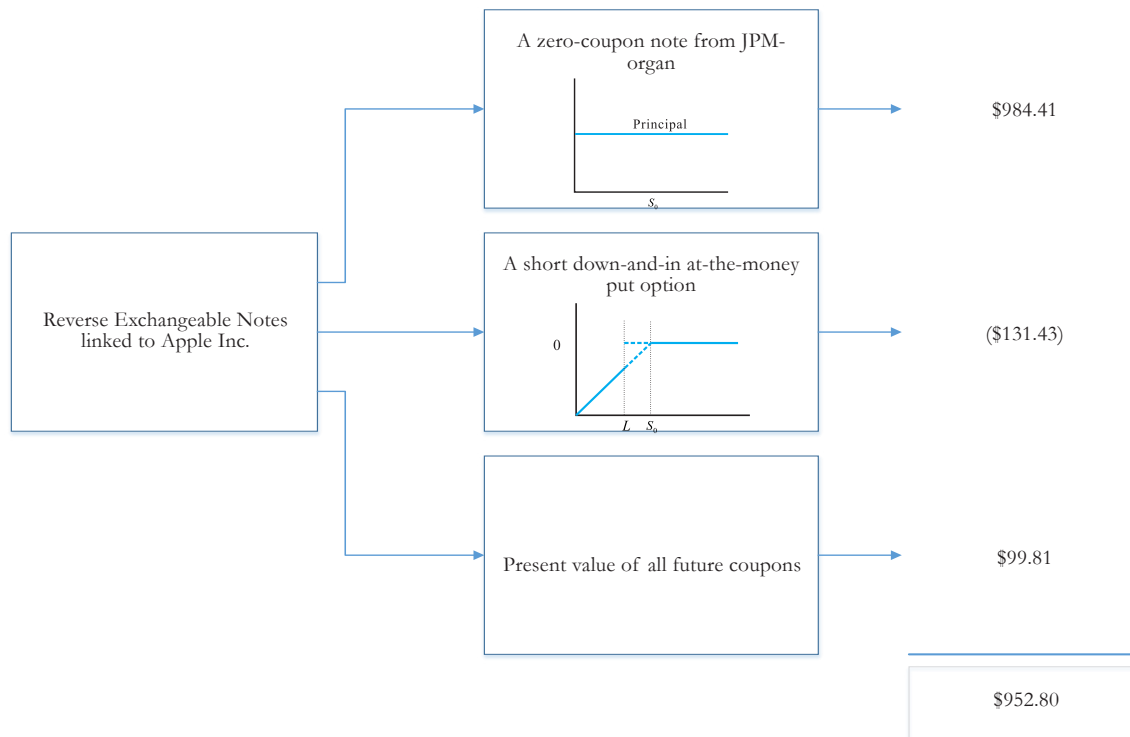 A zero-coupon note from JPM-
organ
Principal
S₀
$984.41
Reverse Exchangeable Notes
linked to Apple Inc.
A short down-and-in at-the-money
put option
0
L S₀
($131.43)
Present value of all future coupons
$99.81
$952.80